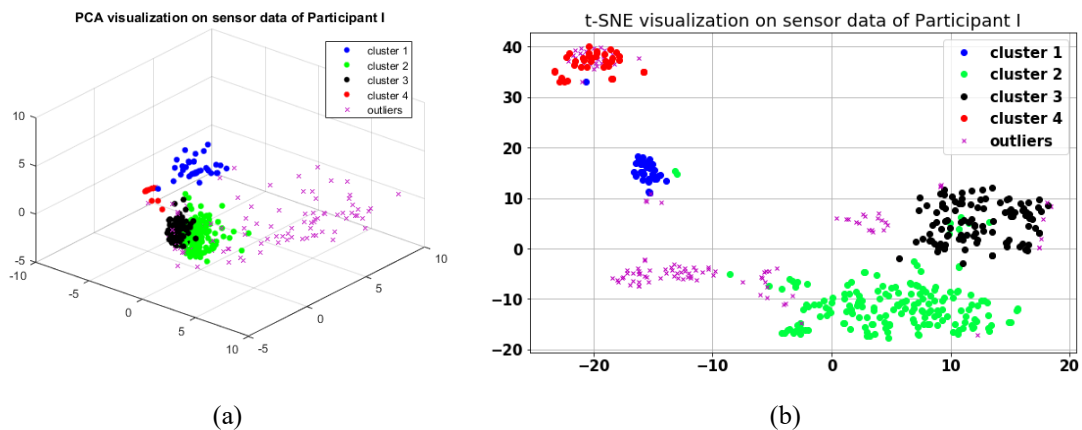 PCA visualization on sensor data of Participant I
cluster 1
cluster 2
cluster 3
cluster 4
outliers
10
5
0
-5
-10
-5
0
5
10
-5
0
5
10
(a)
t-SNE visualization on sensor data of Participant I
cluster 1
cluster 2
cluster 3
cluster 4
outliers
40
30
20
10
0
−10
−20
−20
−10
0
10
20
(b)